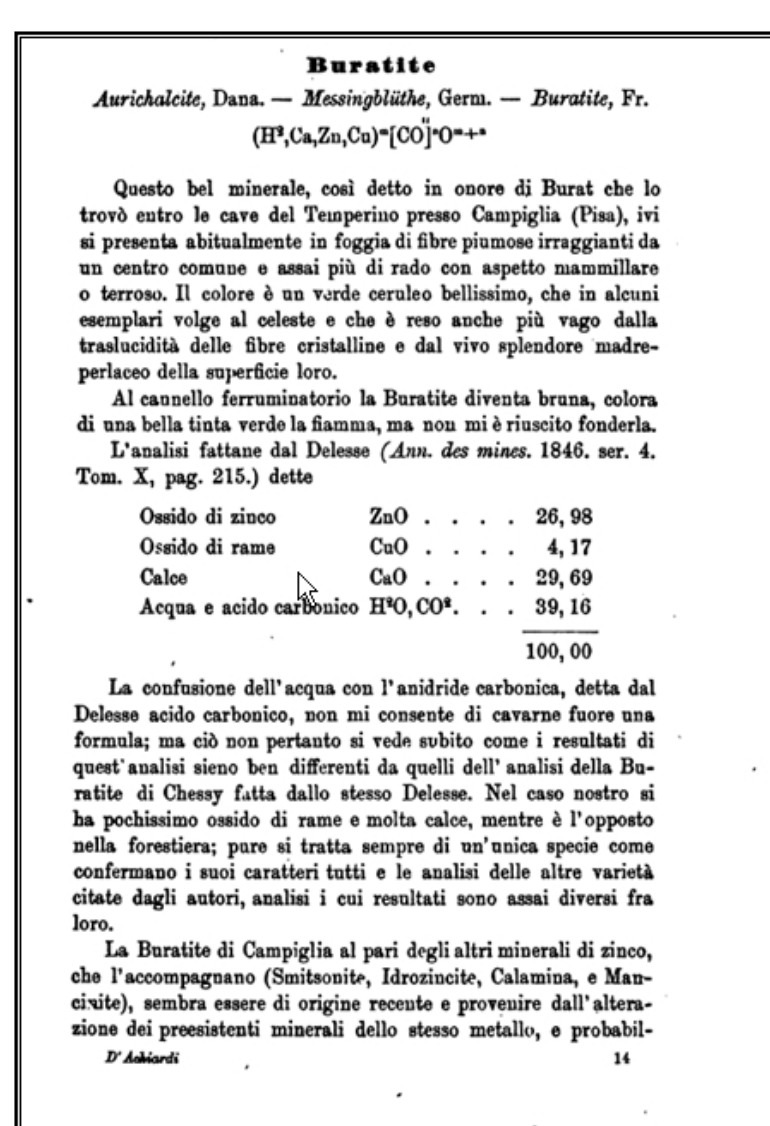 Buratite
Aurichalcite, Dana. — Messingblüthe, Germ. — Buratite, Fr.
(H²,Ca,Zn,Cu)ᵐ[CO]ⁿOᵐ⁺ⁿ
Questo bel minerale, così detto in onore di Burat che lo
trovò entro le cave del Temperino presso Campiglia (Pisa), ivi
si presenta abitualmente in foggia di fibre piumose irraggianti da
un centro comune e assai più di rado con aspetto mammillare
o terroso. Il colore è un verde ceruleo bellissimo, che in alcuni
esemplari volge al celeste e che è reso anche più vago dalla
traslucidità delle fibre cristalline e dal vivo splendore madre-
perlaceo della superficie loro.
Al cannello ferruminatorio la Buratite diventa bruna, colora
di una bella tinta verde la fiamma, ma non mi è riuscito fonderla.
L'analisi fattane dal Delesse (Ann. des mines. 1846. ser. 4.
Tom. X, pag. 215.) dette
Ossido di zinco ZnO . . . . 26, 98
Ossido di rame CuO . . . . 4, 17
Calce CaO . . . . 29, 69
Acqua e acido carbonico H²O, CO². . . 39, 16
100, 00
La confusione dell'acqua con l'anidride carbonica, detta dal
Delesse acido carbonico, non mi consente di cavarne fuore una
formula; ma ciò non pertanto si vede subito come i resultati di
quest'analisi sieno ben differenti da quelli dell'analisi della Bu-
ratite di Chessy fatta dallo stesso Delesse. Nel caso nostro si
ha pochissimo ossido di rame e molta calce, mentre è l'opposto
nella forestiera; pure si tratta sempre di un'unica specie come
confermano i suoi caratteri tutti e le analisi delle altre varietà
citate dagli autori, analisi i cui resultati sono assai diversi fra
loro.
La Buratite di Campiglia al pari degli altri minerali di zinco,
che l'accompagnano (Smitsonite, Idrozincite, Calamina, e Man-
cinite), sembra essere di origine recente e provenire dall'altera-
zione dei preesistenti minerali dello stesso metallo, e probabil-
D'Achiardi 14